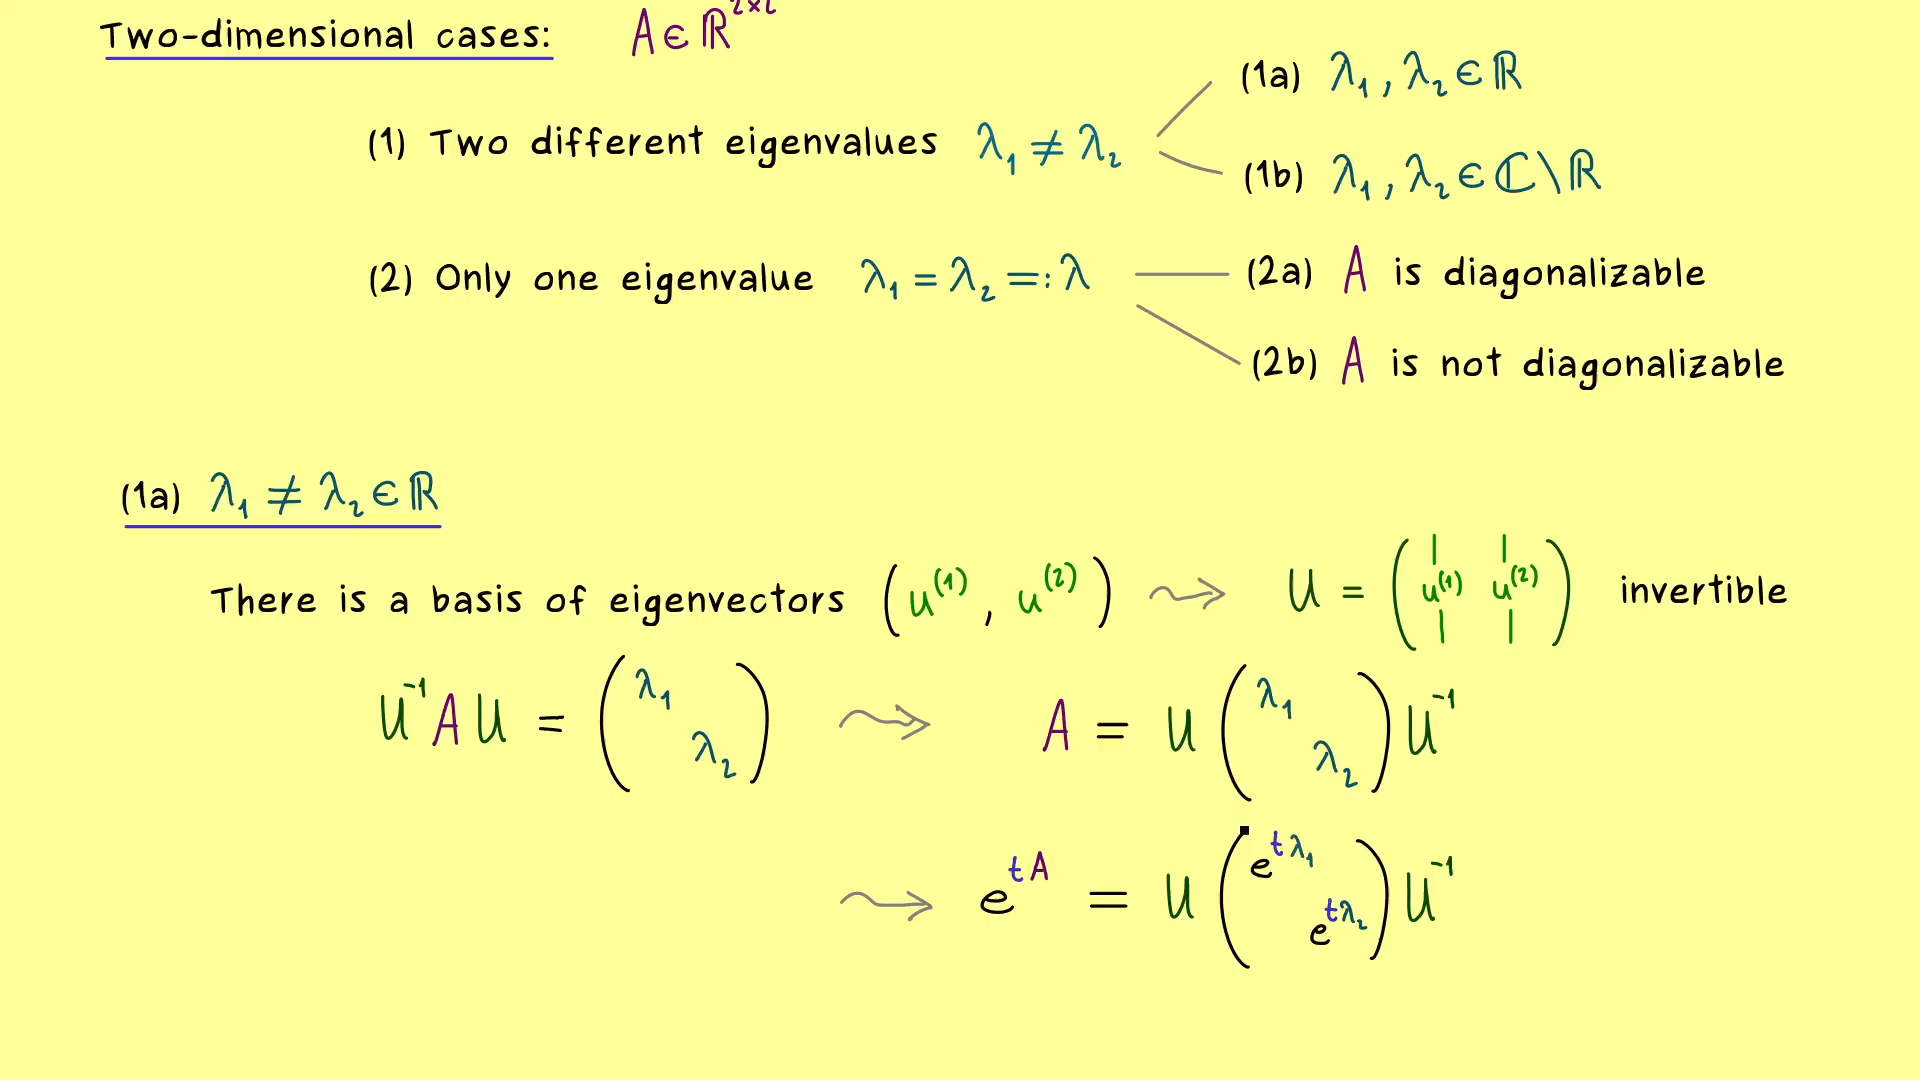 Two-dimensional cases: A ∈ ℝ^{2×2}
(1) Two different eigenvalues λ₁ ≠ λ₂
(1a) λ₁ , λ₂ ∈ ℝ
(1b) λ₁ , λ₂ ∈ ℂ \ ℝ
(2) Only one eigenvalue λ₁ = λ₂ =: λ
(2a) A is diagonalizable
(2b) A is not diagonalizable
(1a) λ₁ ≠ λ₂ ∈ ℝ
There is a basis of eigenvectors (u^{(1)} , u^{(2)}) ⇝ U = ( | | ; u^{(1)} u^{(2)} ; | | ) invertible
U^{-1} A U = ( λ₁ ; λ₂ ) ⇝ A = U ( λ₁ ; λ₂ ) U^{-1}
⇝ e^{tA} = U ( e^{tλ₁} ; e^{tλ₂} ) U^{-1}